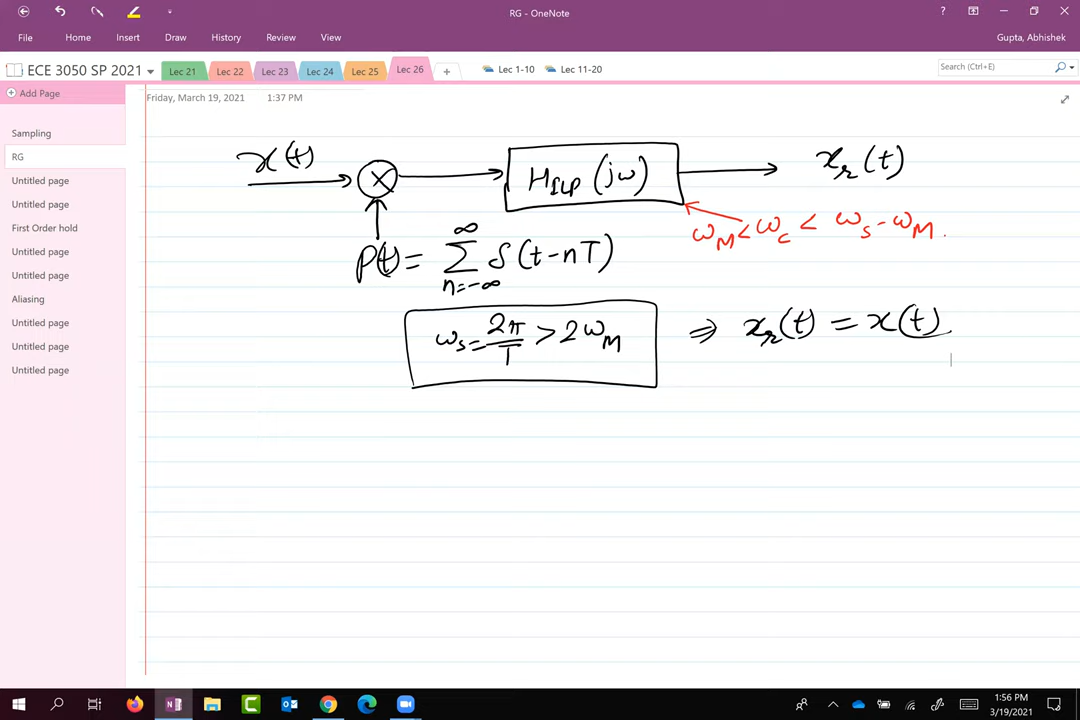 RG - OneNote
?
File Home Insert Draw History Review View
Gupta, Abhishek
ECE 3050 SP 2021
Lec 21 Lec 22 Lec 23 Lec 24 Lec 25 Lec 26 + Lec 1-10 Lec 11-20
Search (Ctrl+E)
Add Page
Friday, March 19, 2021 1:37 PM
Sampling
RG
Untitled page
Untitled page
First Order hold
Untitled page
Untitled page
Aliasing
Untitled page
Untitled page
Untitled page
x(t)
×
H_ILP (jω)
x_r(t)
ω_M < ω_c < ω_s - ω_M.
p(t) = ∑_{n=-∞}^{∞} δ(t-nT)
ω_s = 2π/T > 2ω_M ⇒ x_r(t) = x(t)
1:56 PM
3/19/2021